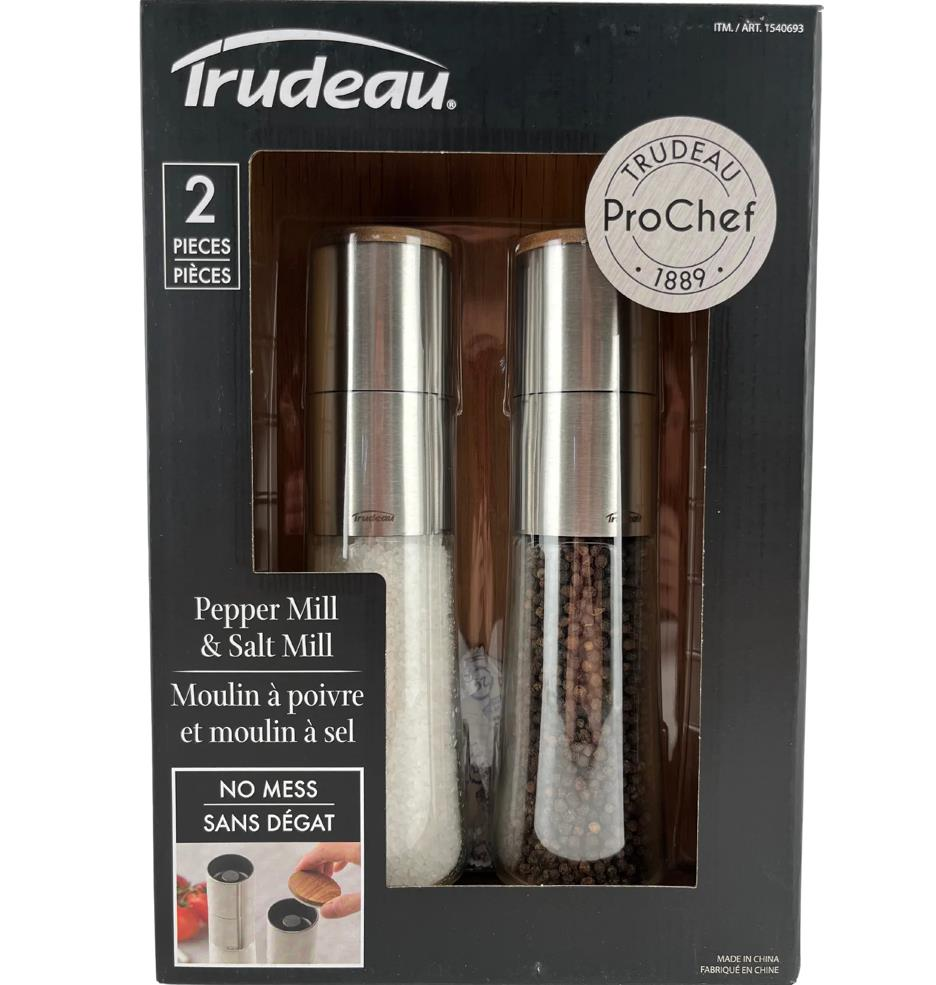 ITM. / ART. 1540693
Trudeau®
2
PIECES
PIÈCES
TRUDEAU
ProChef
• 1889 •
Trudeau
Trudeau
Pepper Mill
& Salt Mill
Moulin à poivre
et moulin à sel
NO MESS
SANS DÉGAT
MADE IN CHINA
FABRIQUÉ EN CHINE